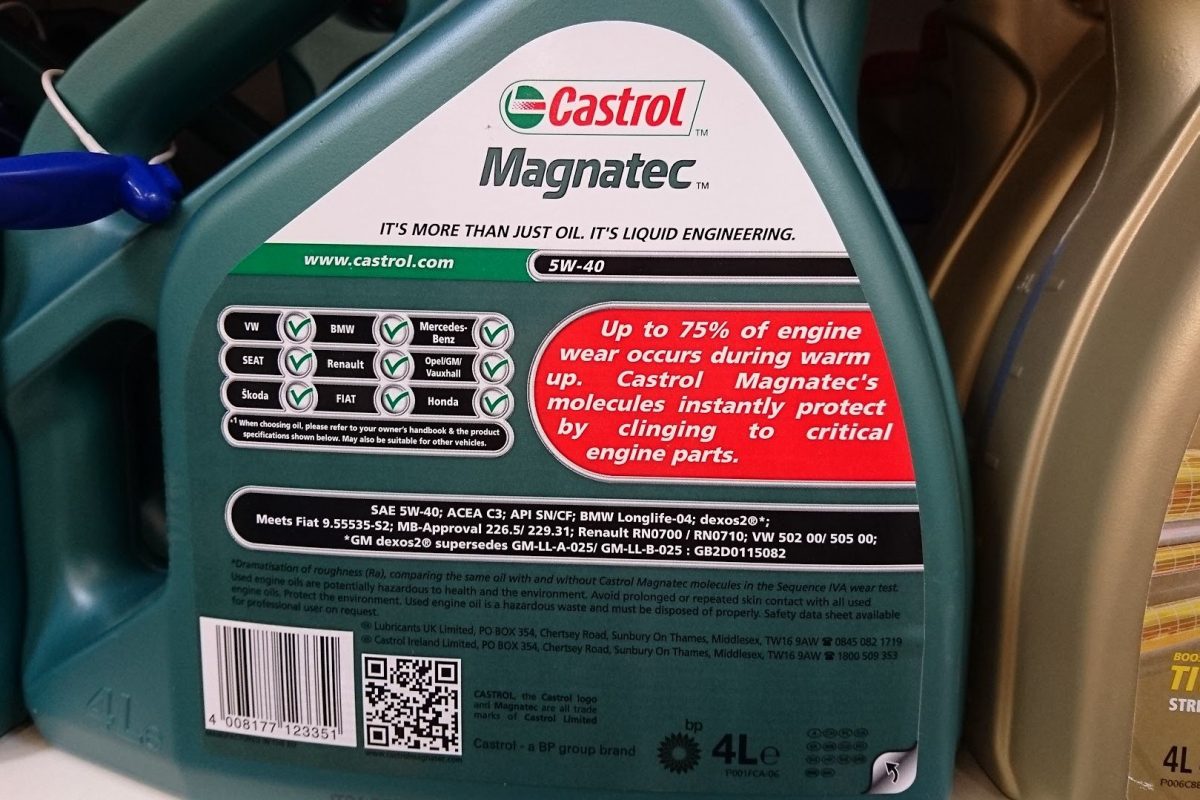 Castrol
TM
Magnatec
TM
IT'S MORE THAN JUST OIL. IT'S LIQUID ENGINEERING.
www.castrol.com
5W-40
VW
BMW
Mercedes-
Benz
SEAT
Renault
Opel/GM/
Vauxhall
Škoda
FIAT
Honda
*1 When choosing oil, please refer to your owner's handbook & the product
specifications shown below. May also be suitable for other vehicles.
Up to 75% of engine
wear occurs during warm
up. Castrol Magnatec's
molecules instantly protect
by clinging to critical
engine parts.
SAE 5W-40; ACEA C3; API SN/CF; BMW Longlife-04; dexos2®*;
Meets Fiat 9.55535-S2; MB-Approval 226.5/ 229.31; Renault RN0700 / RN0710; VW 502 00/ 505 00;
*GM dexos2® supersedes GM-LL-A-025/ GM-LL-B-025 : GB2D0115082
*Dramatisation of roughness (Ra), comparing the same oil with and without Castrol Magnatec molecules in the Sequence IVA wear test.
Used engine oils are potentially hazardous to health and the environment. Avoid prolonged or repeated skin contact with all used
engine oils. Protect the environment. Used engine oil is a hazardous waste and must be disposed of properly. Safety data sheet available
for professional user on request.
Lubricants UK Limited, PO BOX 354, Chertsey Road, Sunbury On Thames, Middlesex, TW16 9AW ☎ 0845 082 1719
Castrol Ireland Limited, PO BOX 354, Chertsey Road, Sunbury On Thames, Middlesex, TW16 9AW ☎ 1800 509 353
4 008177 123351
CASTROL, the Castrol logo
and Magnatec are all trade
marks of Castrol Limited
Castrol - a BP group brand
bp
4Le
P001FCA-06
www.castrolmagnatec.com
4L
BOO
TI
STR
4L
P006C8